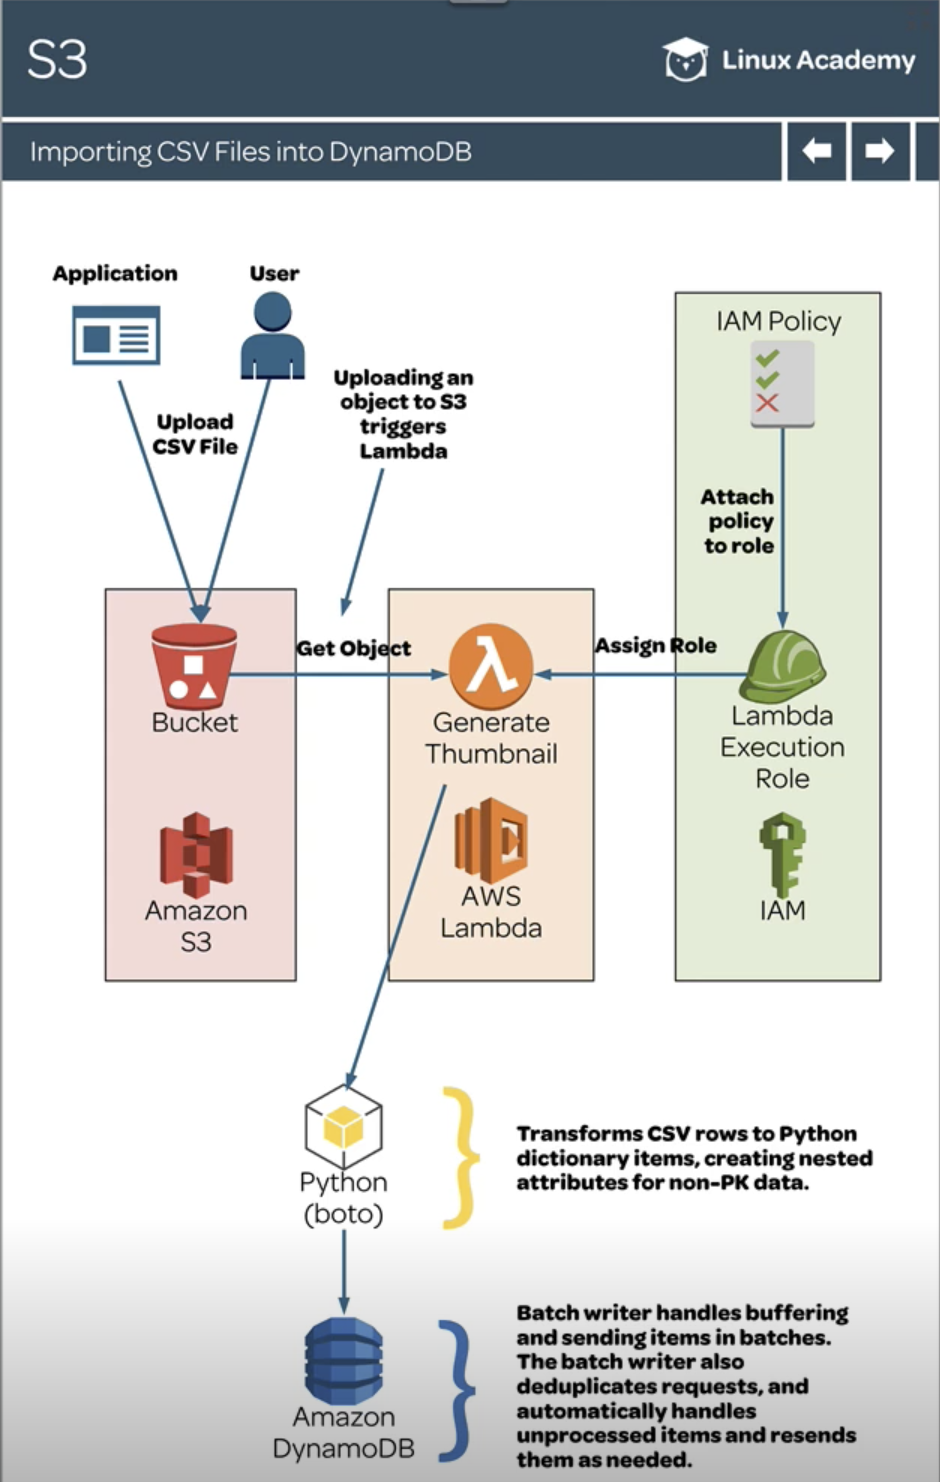 S3
Linux Academy
Importing CSV Files into DynamoDB
Application
User
Upload
CSV File
Uploading an
object to S3
triggers
Lambda
IAM Policy
Attach
policy
to role
Get Object
Assign Role
λ
Bucket
Generate
Thumbnail
Lambda
Execution
Role
Amazon
S3
AWS
Lambda
IAM
Python
(boto)
Transforms CSV rows to Python
dictionary items, creating nested
attributes for non-PK data.
Amazon
DynamoDB
Batch writer handles buffering
and sending items in batches.
The batch writer also
deduplicates requests, and
automatically handles
unprocessed items and resends
them as needed.